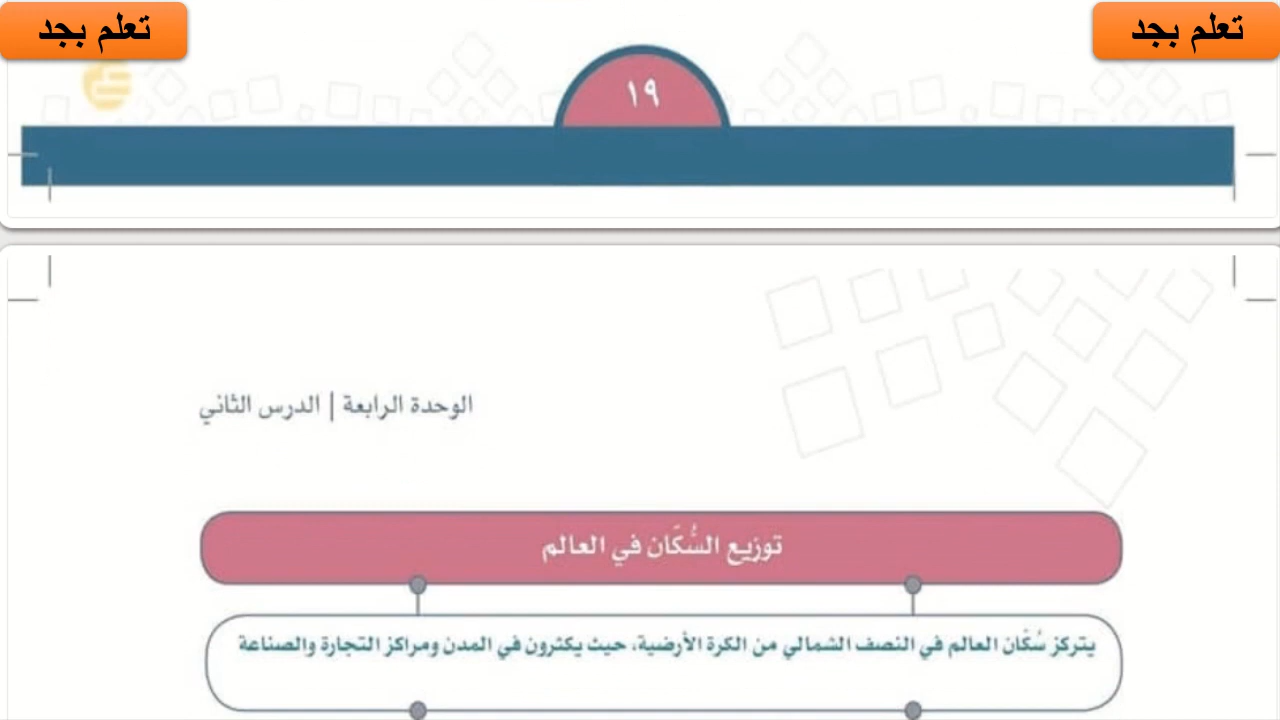 تعلم بجد
تعلم بجد
١٩
الوحدة الرابعة | الدرس الثاني
توزيع السُّكَّان في العالم
يتركز سُكَّان العالم في النصف الشمالي من الكرة الأرضية، حيث يكثرون في المدن ومراكز التجارة والصناعة